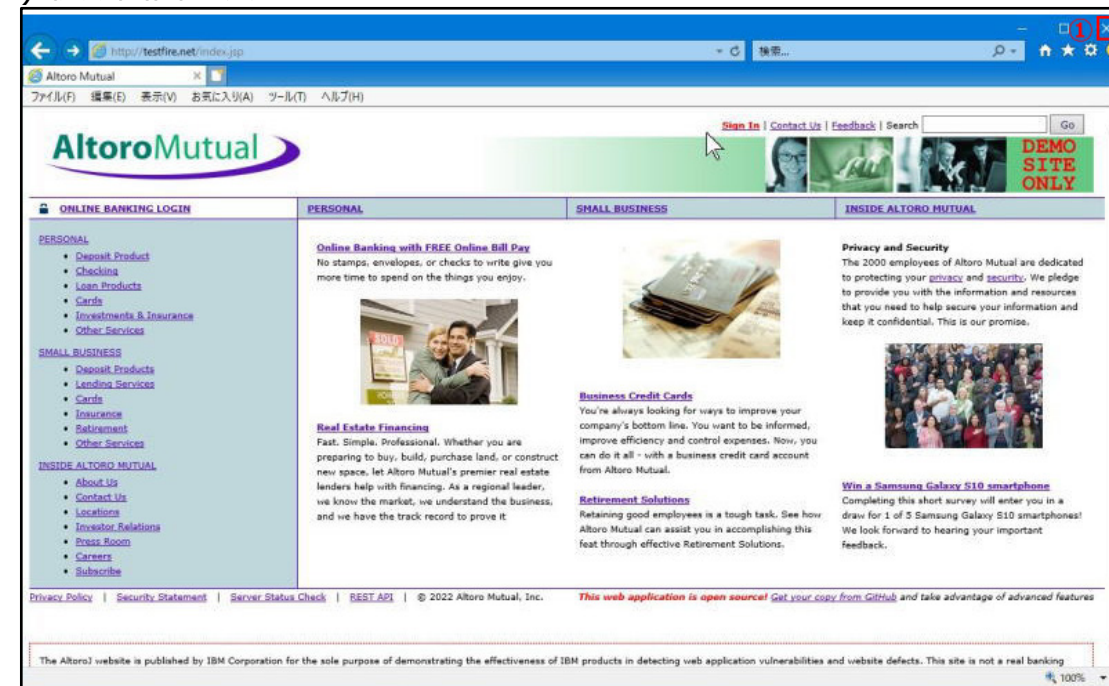 ①
http://testfire.net/index.jsp
検索...
Altoro Mutual
ファイル(F) 編集(E) 表示(V) お気に入り(A) ツール(T) ヘルプ(H)
Sign In | Contact Us | Feedback | Search Go
AltoroMutual
DEMO
SITE
ONLY
ONLINE BANKING LOGIN
PERSONAL
SMALL BUSINESS
INSIDE ALTORO MUTUAL
PERSONAL
Deposit Product
Checking
Loan Products
Cards
Investments & Insurance
Other Services
SMALL BUSINESS
Deposit Products
Lending Services
Cards
Insurance
Retirement
Other Services
INSIDE ALTORO MUTUAL
About Us
Contact Us
Locations
Investor Relations
Press Room
Careers
Subscribe
Online Banking with FREE Online Bill Pay
No stamps, envelopes, or checks to write give you
more time to spend on the things you enjoy.
SOLD
Real Estate Financing
Fast. Simple. Professional. Whether you are
preparing to buy, build, purchase land, or construct
new space, let Altoro Mutual's premier real estate
lenders help with financing. As a regional leader,
we know the market, we understand the business,
and we have the track record to prove it
Business Credit Cards
You're always looking for ways to improve your
company's bottom line. You want to be informed,
improve efficiency and control expenses. Now, you
can do it all - with a business credit card account
from Altoro Mutual.
Retirement Solutions
Retaining good employees is a tough task. See how
Altoro Mutual can assist you in accomplishing this
feat through effective Retirement Solutions.
Privacy and Security
The 2000 employees of Altoro Mutual are dedicated
to protecting your privacy and security. We pledge
to provide you with the information and resources
that you need to help secure your information and
keep it confidential. This is our promise.
Win a Samsung Galaxy S10 smartphone
Completing this short survey will enter you in a
draw for 1 of 5 Samsung Galaxy S10 smartphones!
We look forward to hearing your important
feedback.
Privacy Policy | Security Statement | Server Status Check | REST API | © 2022 Altoro Mutual, Inc.
This web application is open source! Get your copy from GitHub and take advantage of advanced features
The AltoroJ website is published by IBM Corporation for the sole purpose of demonstrating the effectiveness of IBM products in detecting web application vulnerabilities and website defects. This site is not a real banking
100%